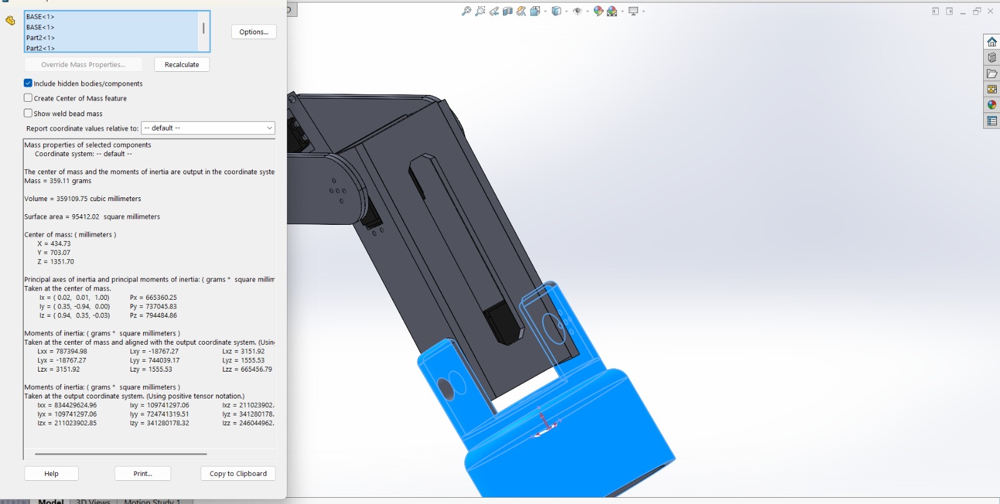 BASE<1>
BASE<1>
Part2<1>
Part2<1>
Options...
Override Mass Properties...
Recalculate
Include hidden bodies/components
Create Center of Mass feature
Show weld bead mass
Report coordinate values relative to: -- default --
Mass properties of selected components
Coordinate system: -- default --
The center of mass and the moments of inertia are output in the coordinate syste
Mass = 359.11 grams
Volume = 359109.75 cubic millimeters
Surface area = 95412.02 square millimeters
Center of mass: ( millimeters )
X = 434.73
Y = 703.07
Z = 1351.70
Principal axes of inertia and principal moments of inertia: ( grams * square millim
Taken at the center of mass.
Ix = ( 0.02, 0.01, 1.00) Px = 665360.25
Iy = ( 0.35, -0.94, 0.00) Py = 737045.83
Iz = ( 0.94, 0.35, -0.03) Pz = 794484.86
Moments of inertia: ( grams * square millimeters )
Taken at the center of mass and aligned with the output coordinate system. (Usin
Lxx = 787394.98 Lxy = -18767.27 Lxz = 3151.92
Lyx = -18767.27 Lyy = 744039.17 Lyz = 1555.53
Lzx = 3151.92 Lzy = 1555.53 Lzz = 665456.79
Moments of inertia: ( grams * square millimeters )
Taken at the output coordinate system. (Using positive tensor notation.)
Ixx = 834429624.96 Ixy = 109741297.06 Ixz = 211023902.
Iyx = 109741297.06 Iyy = 724741319.51 Iyz = 341280178.
Izx = 211023902.85 Izy = 341280178.32 Izz = 246044962.
Help
Print...
Copy to Clipboard
Model
3D Views
Motion Study 1